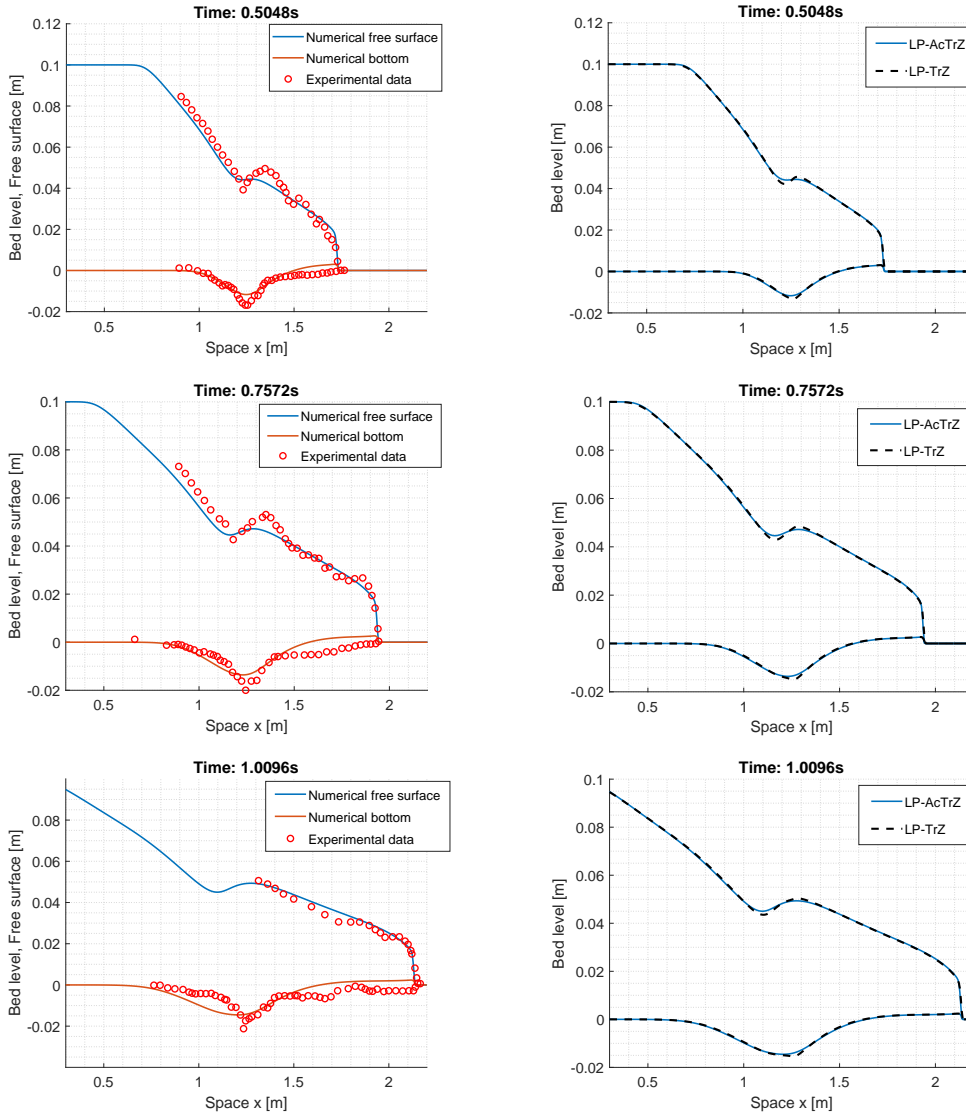 Time: 0.5048s
0.12
0.1
0.08
0.06
0.04
0.02
0
-0.02
Bed level, Free surface [m]
Numerical free surface
Numerical bottom
Experimental data
0.5
1
1.5
2
Space x [m]
Time: 0.5048s
0.12
0.1
0.08
0.06
0.04
0.02
0
-0.02
Bed level [m]
LP-AcTrZ
LP-TrZ
0.5
1
1.5
2
Space x [m]
Time: 0.7572s
0.1
0.08
0.06
0.04
0.02
0
-0.02
Bed level, Free surface [m]
Numerical free surface
Numerical bottom
Experimental data
0.5
1
1.5
2
Space x [m]
Time: 0.7572s
0.1
0.08
0.06
0.04
0.02
0
-0.02
Bed level [m]
LP-AcTrZ
LP-TrZ
0.5
1
1.5
2
Space x [m]
Time: 1.0096s
0.08
0.06
0.04
0.02
0
-0.02
Bed level, Free surface [m]
Numerical free surface
Numerical bottom
Experimental data
0.5
1
1.5
2
Space x [m]
Time: 1.0096s
0.1
0.08
0.06
0.04
0.02
0
-0.02
Bed level [m]
LP-AcTrZ
LP-TrZ
0.5
1
1.5
2
Space x [m]